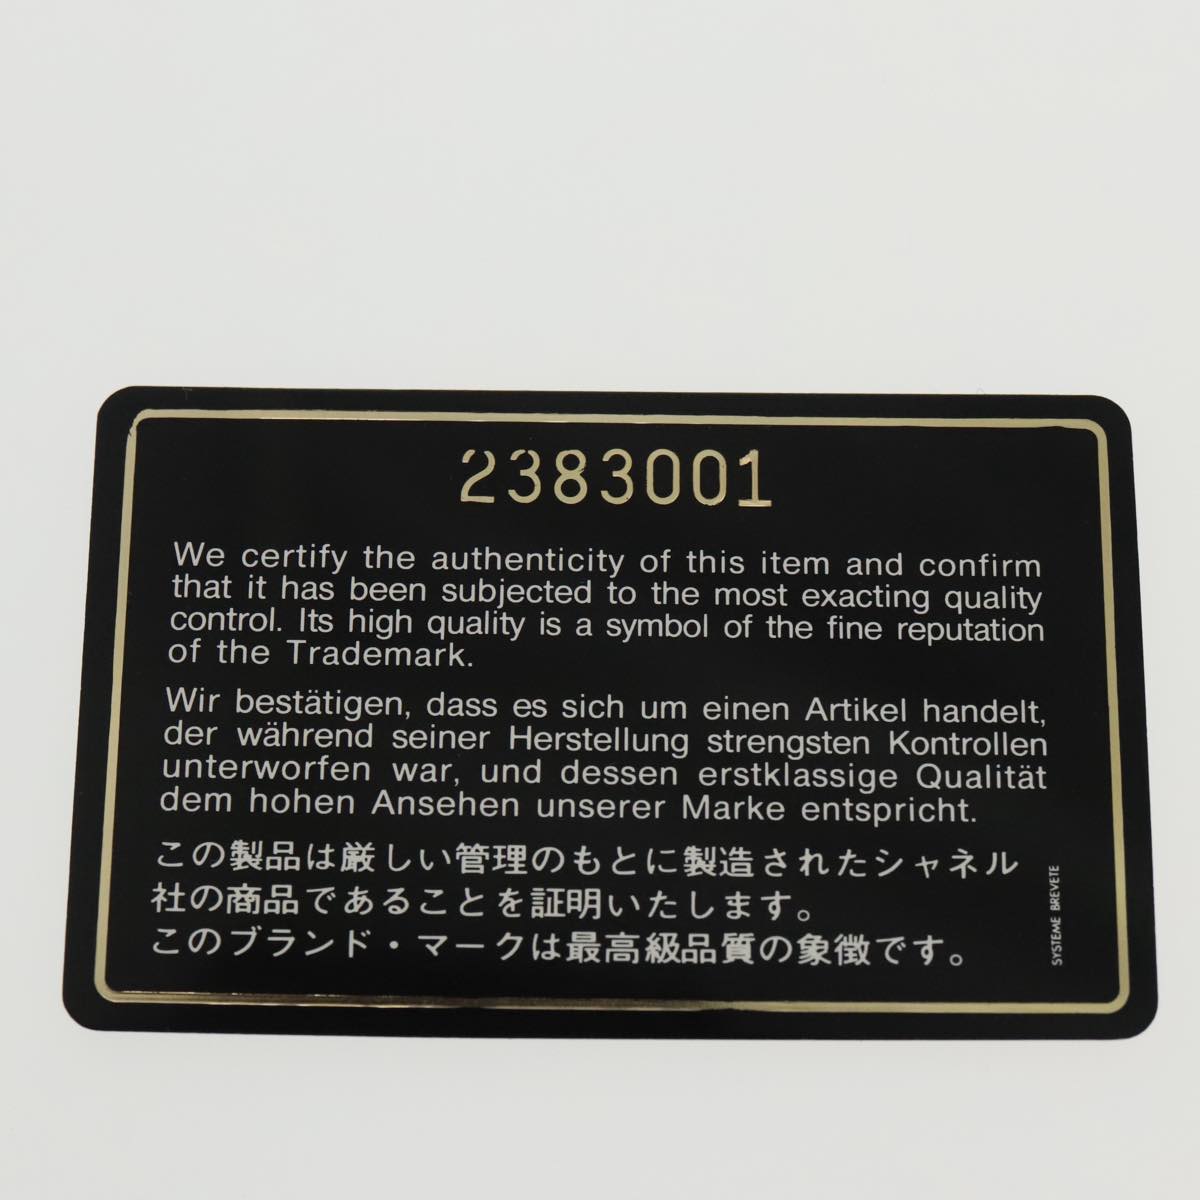 2383001
We certify the authenticity of this item and confirm
that it has been subjected to the most exacting quality
control. Its high quality is a symbol of the fine reputation
of the Trademark.
Wir bestätigen, dass es sich um einen Artikel handelt,
der während seiner Herstellung strengsten Kontrollen
unterworfen war, und dessen erstklassige Qualität
dem hohen Ansehen unserer Marke entspricht.
この製品は厳しい管理のもとに製造されたシャネル
社の商品であることを証明いたします。
このブランド・マークは最高級品質の象徴です。
SYSTEME BREVETE